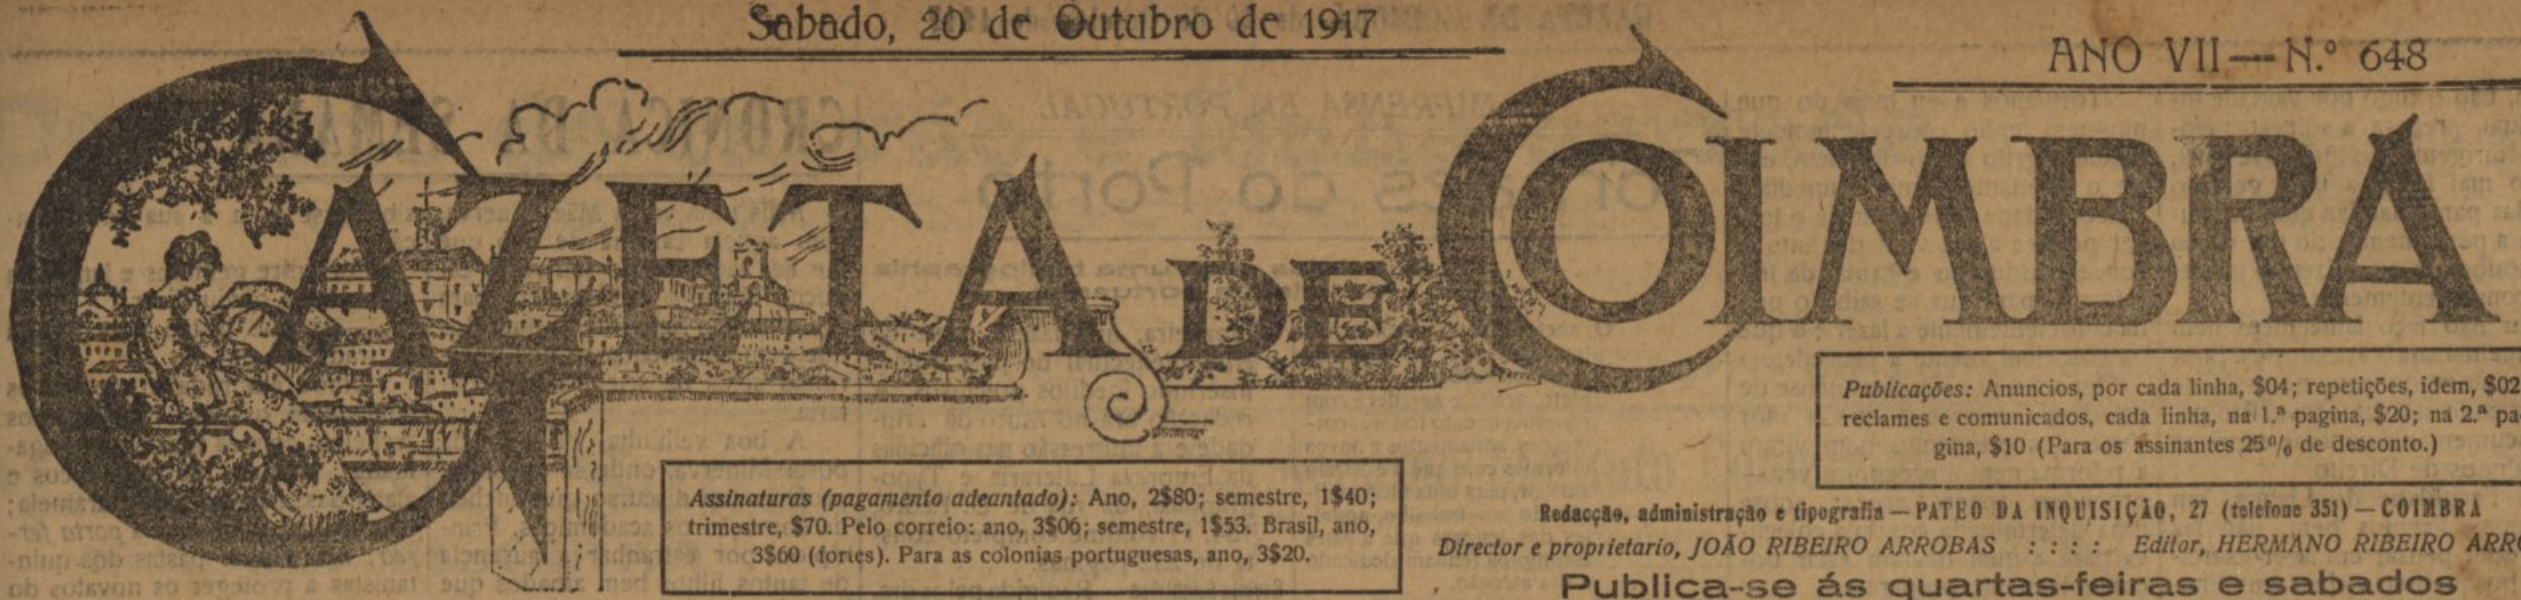 Sabado, 20 de Outubro de 1917
ANO VII — N.º 648
GAZETA DE COIMBRA
Publicações: Anuncios, por cada linha, $04; repetições, idem, $02
reclames e comunicados, cada linha, na 1.ª pagina, $20; na 2.ª pa-
gina, $10 (Para os assinantes 25 % de desconto.)
Assinaturas (pagamento adeantado): Ano, 2$80; semestre, 1$40;
trimestre, $70. Pelo correio: ano, 3$06; semestre, 1$53. Brasil, ano,
3$60 (fortes). Para as colonias portuguesas, ano, 3$20.
Redacção, administração e tipografia — PATEO DA INQUISIÇÃO, 27 (telefone 351) — COIMBRA
Director e proprietario, JOÃO RIBEIRO ARROBAS : : : : Editor, HERMANO RIBEIRO ARRO
Publica-se ás quartas-feiras e sabados